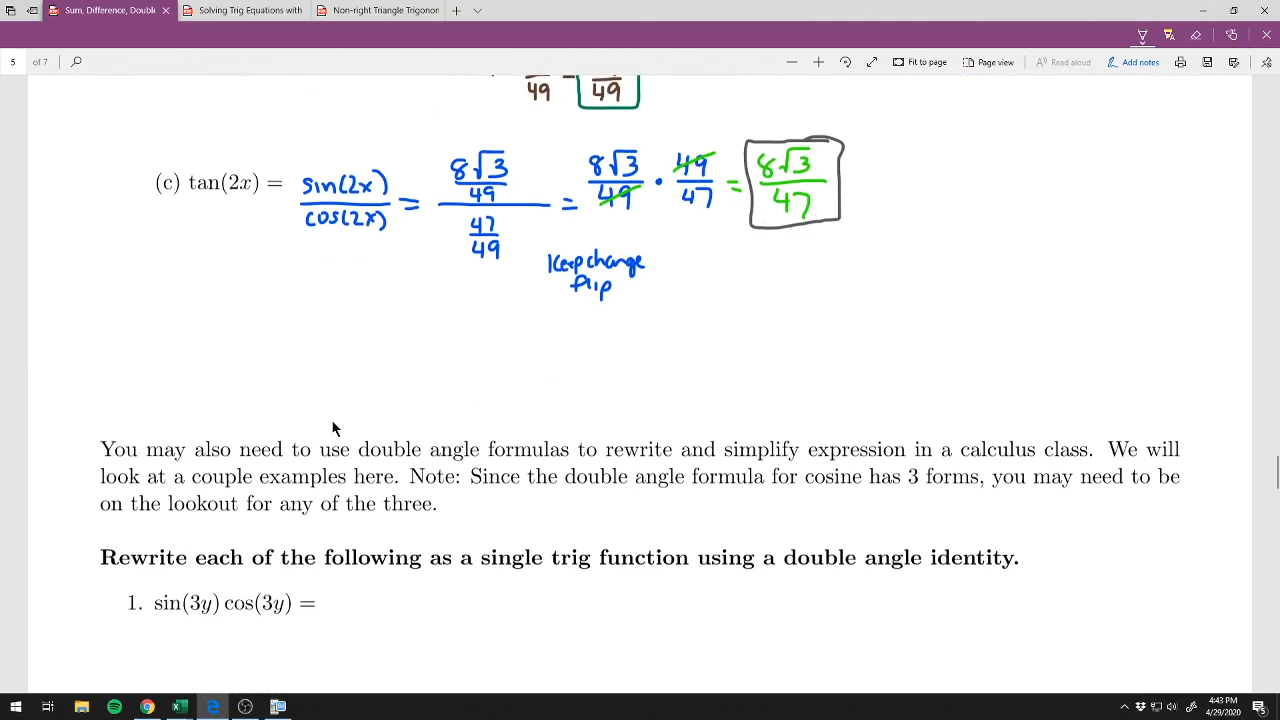 Sum, Difference, Doubl
Solving Trig Equations with
Non-right Triangle Trigonon
5 of 7
Fit to page
Page view
Read aloud
Add notes
49 = 49
(c) tan(2x) = sin(2x)/cos(2x) = (8√3/49)/(47/49) = 8√3/49 · 49/47 = 8√3/47
Keep change
flip
You may also need to use double angle formulas to rewrite and simplify expression in a calculus class. We will
look at a couple examples here. Note: Since the double angle formula for cosine has 3 forms, you may need to be
on the lookout for any of the three.
Rewrite each of the following as a single trig function using a double angle identity.
1. sin(3y) cos(3y) =
4:43 PM
4/29/2020